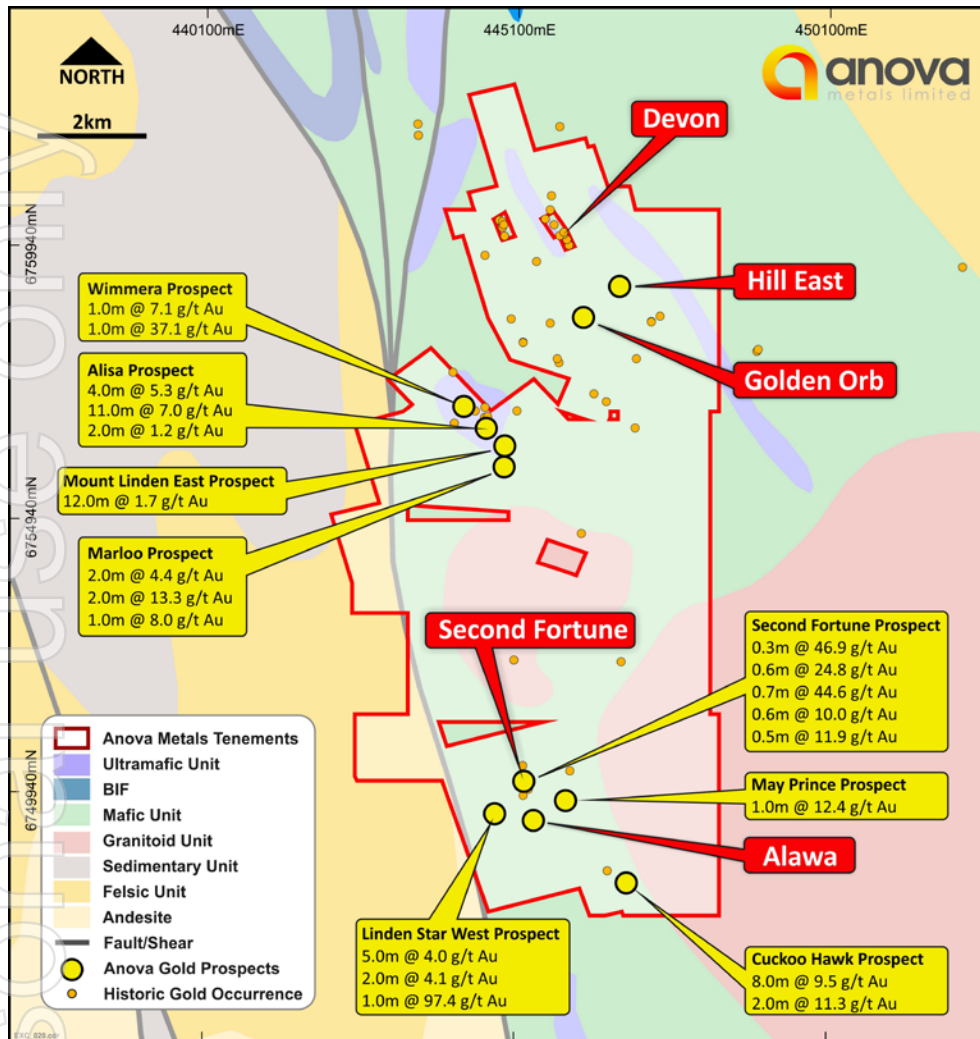 440100mE
445100mE
450100mE
NORTH
2km
anova
metals limited
Devon
6759940mN
Hill East
Wimmera Prospect
1.0m @ 7.1 g/t Au
1.0m @ 37.1 g/t Au
Golden Orb
Alisa Prospect
4.0m @ 5.3 g/t Au
11.0m @ 7.0 g/t Au
2.0m @ 1.2 g/t Au
Mount Linden East Prospect
12.0m @ 1.7 g/t Au
6754940mN
Marloo Prospect
2.0m @ 4.4 g/t Au
2.0m @ 13.3 g/t Au
1.0m @ 8.0 g/t Au
Second Fortune
Second Fortune Prospect
0.3m @ 46.9 g/t Au
0.6m @ 24.8 g/t Au
0.7m @ 44.6 g/t Au
0.6m @ 10.0 g/t Au
0.5m @ 11.9 g/t Au
6749940mN
May Prince Prospect
1.0m @ 12.4 g/t Au
Alawa
Anova Metals Tenements
Ultramafic Unit
BIF
Mafic Unit
Granitoid Unit
Sedimentary Unit
Felsic Unit
Andesite
Fault/Shear
Anova Gold Prospects
Historic Gold Occurrence
Linden Star West Prospect
5.0m @ 4.0 g/t Au
2.0m @ 4.1 g/t Au
1.0m @ 97.4 g/t Au
Cuckoo Hawk Prospect
8.0m @ 9.5 g/t Au
2.0m @ 11.3 g/t Au
440100mE
445100mE
450100mE
use only